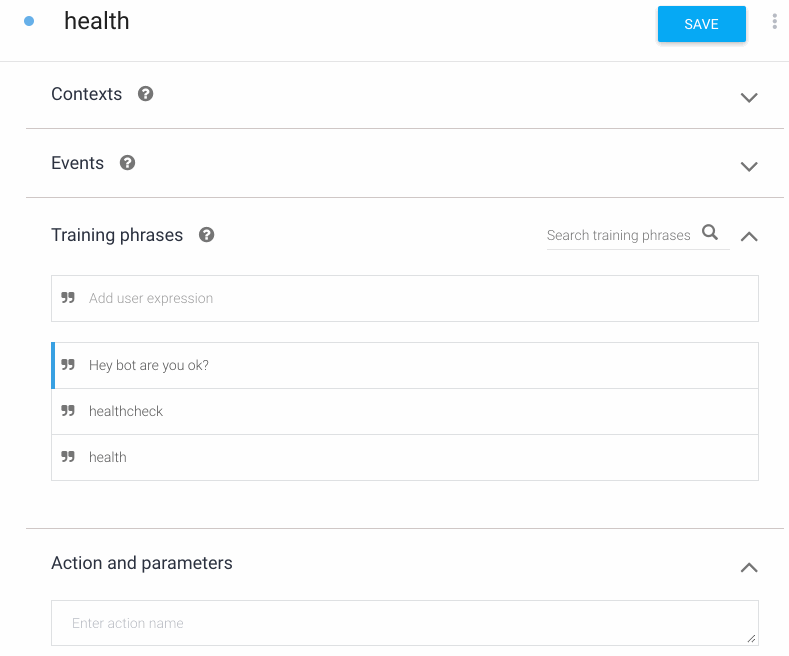 health
SAVE
Contexts
Events
Training phrases
Search training phrases
Add user expression
Hey bot are you ok?
healthcheck
health
Action and parameters
Enter action name